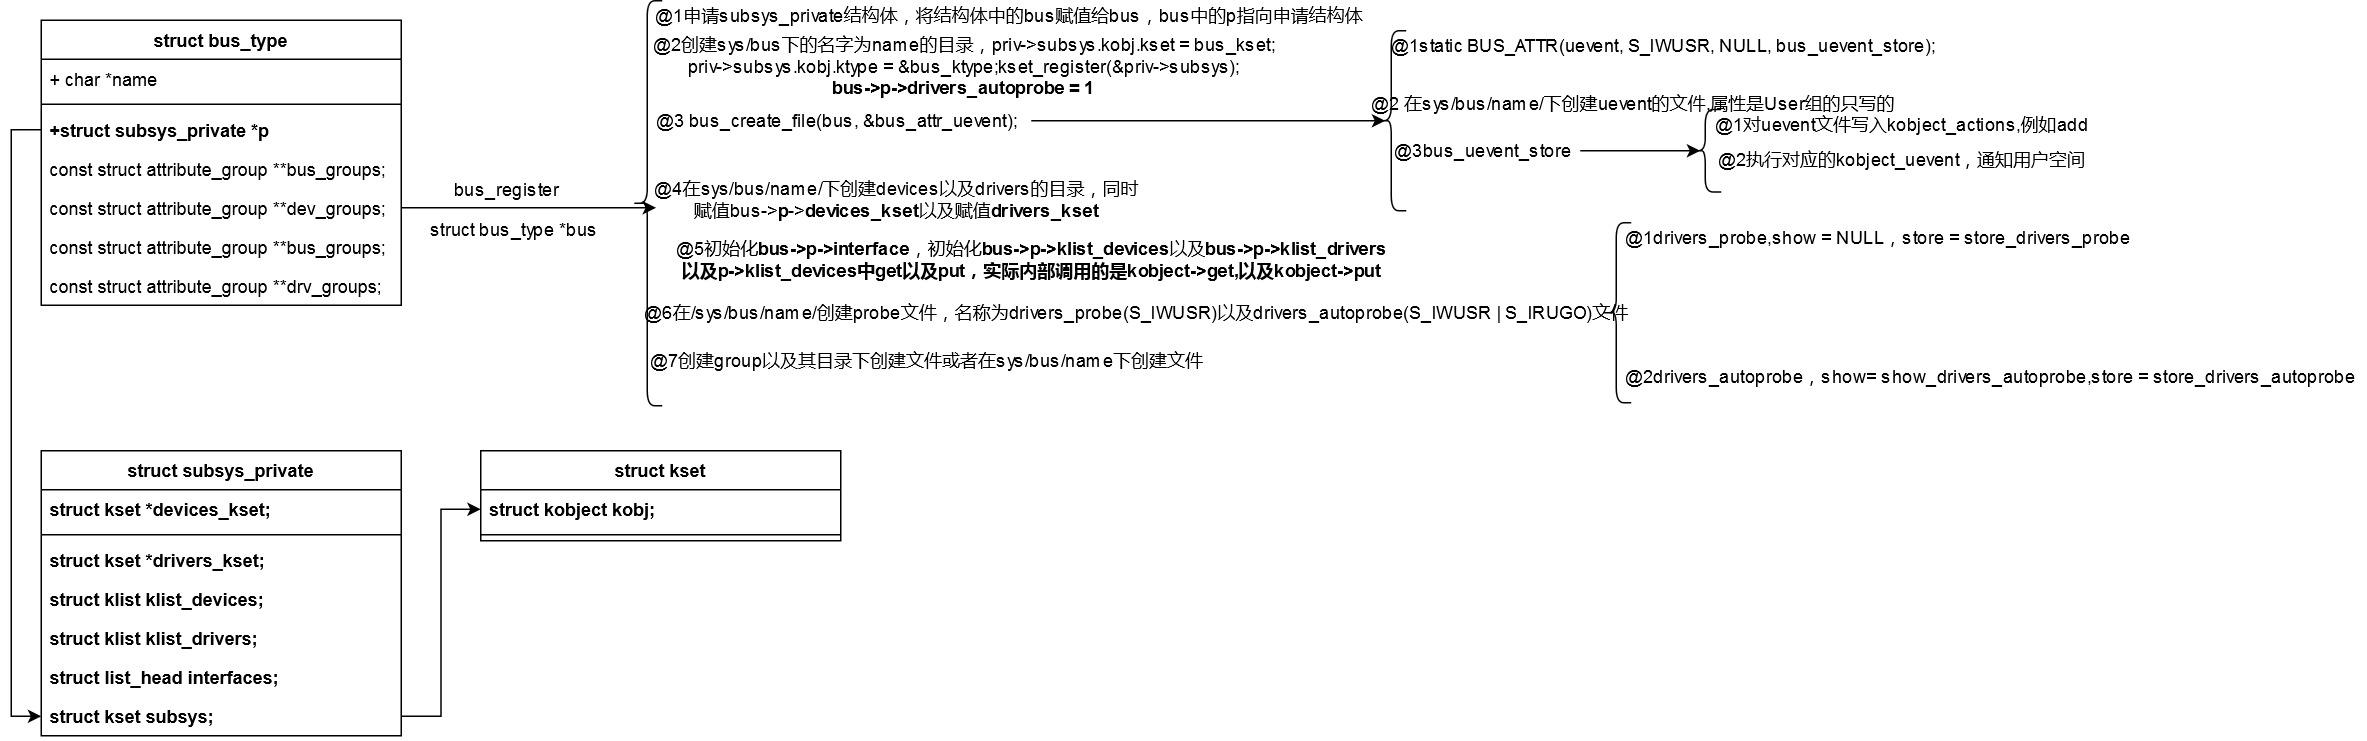 struct bus_type
+ char *name
+struct subsys_private *p
const struct attribute_group **bus_groups;
const struct attribute_group **dev_groups;
const struct attribute_group **bus_groups;
const struct attribute_group **drv_groups;
bus_register
struct bus_type *bus
@1申请subsys_private结构体，将结构体中的bus赋值给bus，bus中的p指向申请结构体
@2创建sys/bus下的名字为name的目录，priv->subsys.kobj.kset = bus_kset;
priv->subsys.kobj.ktype = &bus_ktype;kset_register(&priv->subsys);
bus->p->drivers_autoprobe = 1
@3 bus_create_file(bus, &bus_attr_uevent);
@4在sys/bus/name/下创建devices以及drivers的目录，同时
赋值bus->p->devices_kset以及赋值drivers_kset
@5初始化bus->p->interface，初始化bus->p->klist_devices以及bus->p->klist_drivers
以及p->klist_devices中get以及put，实际内部调用的是kobject->get,以及kobject->put
@6在/sys/bus/name/创建probe文件，名称为drivers_probe(S_IWUSR)以及drivers_autoprobe(S_IWUSR | S_IRUGO)文件
@7创建group以及其目录下创建文件或者在sys/bus/name下创建文件
@1static BUS_ATTR(uevent, S_IWUSR, NULL, bus_uevent_store);
@2 在sys/bus/name/下创建uevent的文件,属性是User组的只写的
@3bus_uevent_store
@1对uevent文件写入kobject_actions,例如add
@2执行对应的kobject_uevent，通知用户空间
@1drivers_probe,show = NULL，store = store_drivers_probe
@2drivers_autoprobe，show= show_drivers_autoprobe,store = store_drivers_autoprobe
struct subsys_private
struct kset *devices_kset;
struct kset *drivers_kset;
struct klist klist_devices;
struct klist klist_drivers;
struct list_head interfaces;
struct kset subsys;
struct kset
struct kobject kobj;